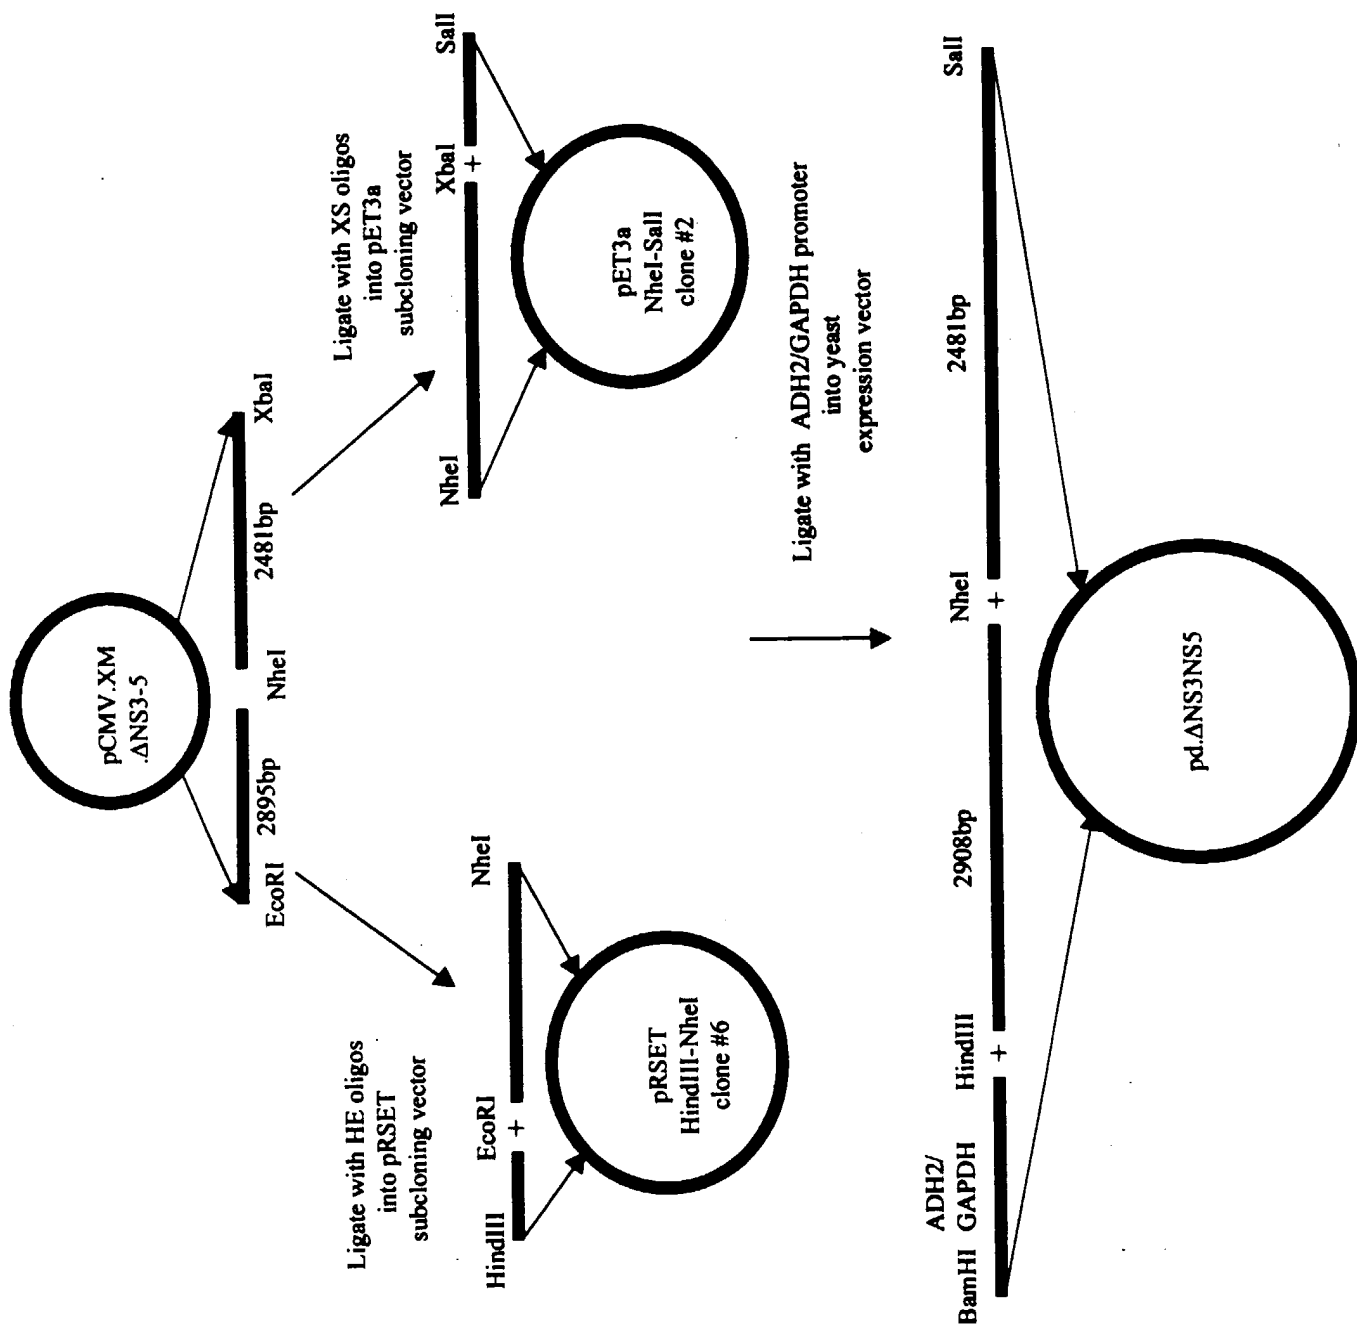 pCMV.XM
.ΔNS3-5
EcoRI 2895bp NheI 2481bp XbaI
Ligate with HE oligos
into pRSET
subcloning vector
HindIII EcoRI + NheI
pRSET
HindIII-NheI
clone #6
Ligate with XS oligos
into pET3a
subcloning vector
NheI XbaI + SalI
pET3a
NheI-SalI
clone #2
Ligate with ADH2/GAPDH promoter
into yeast
expression vector
ADH2/
BamHI GAPDH HindIII + 2908bp NheI + 2481bp SalI
pd.ΔNS3NS5